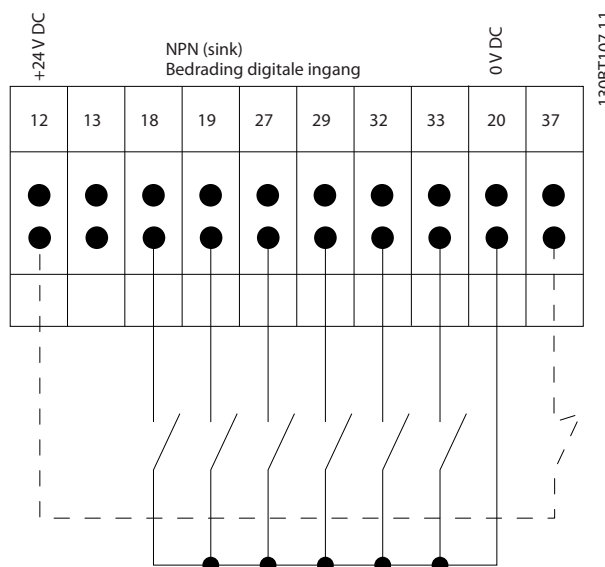 +24 V DC
NPN (sink)
Bedrading digitale ingang
0 V DC
130BT107.11
12 13 18 19 27 29 32 33 20 37